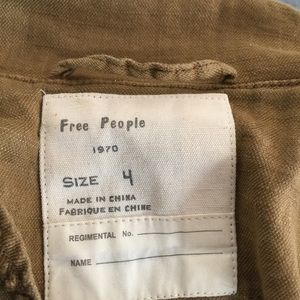 Free People
1970
SIZE 4
MADE IN CHINA
FABRIQUE EN CHINE
REGIMENTAL No.
NAME